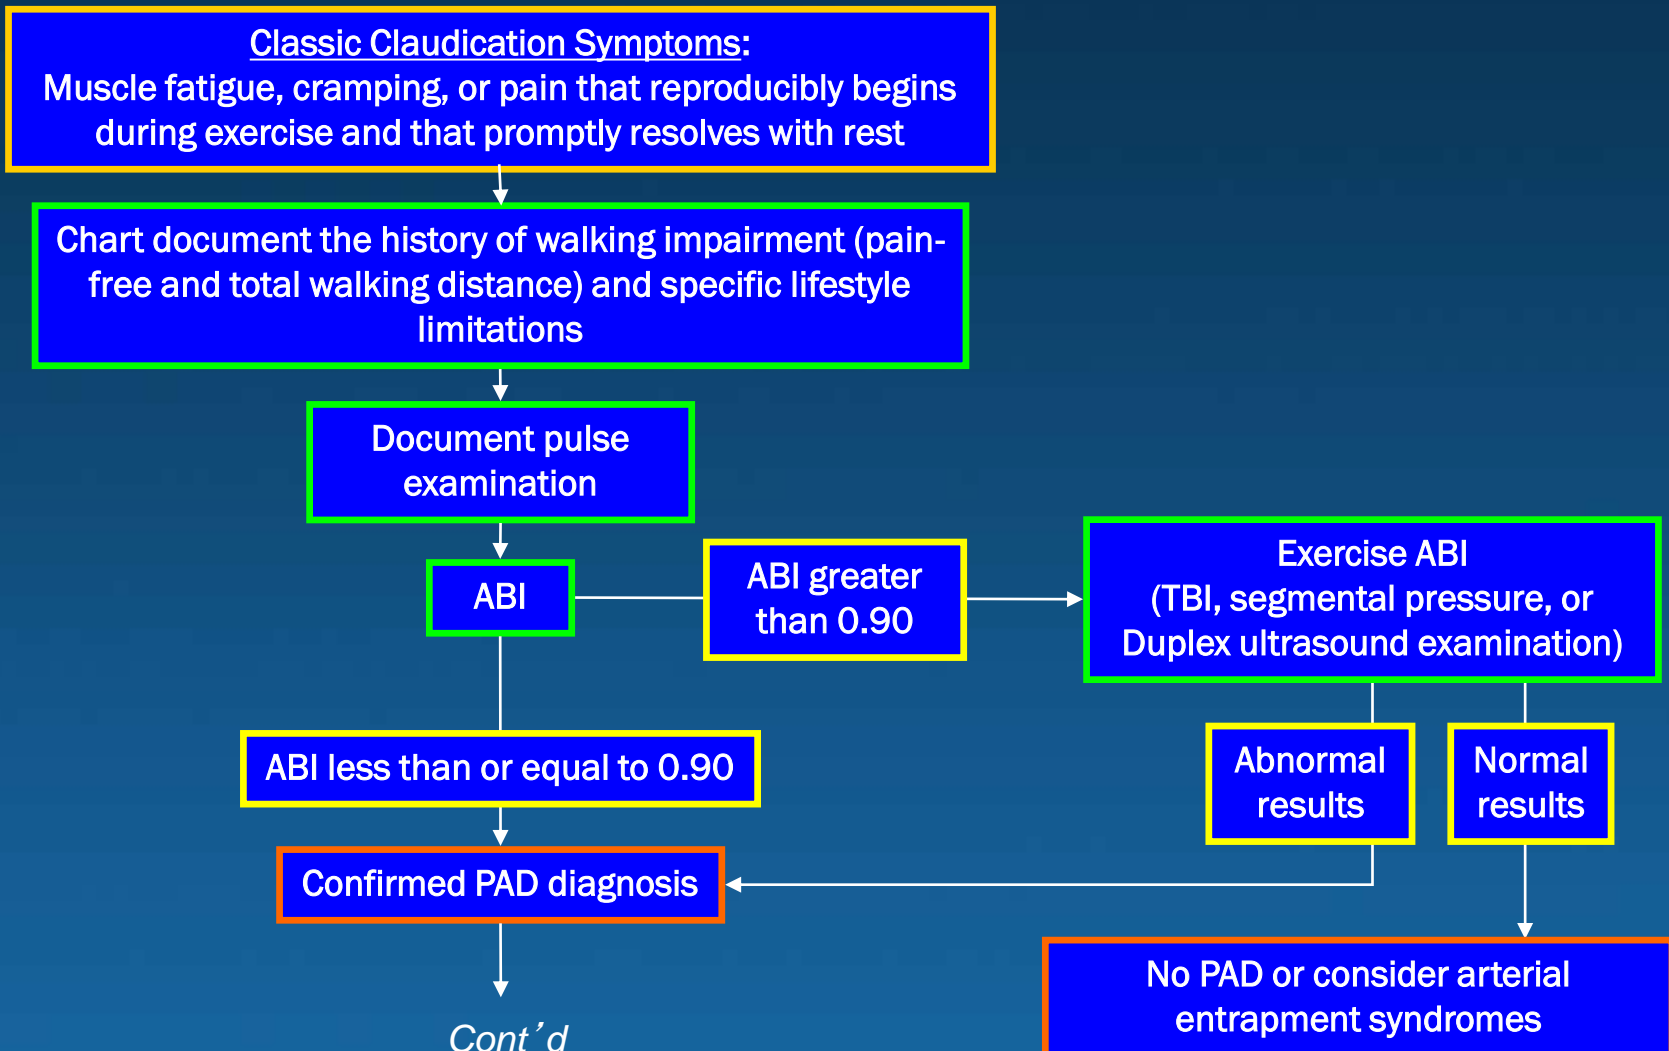 Classic Claudication Symptoms:
Muscle fatigue, cramping, or pain that reproducibly begins
during exercise and that promptly resolves with rest
Chart document the history of walking impairment (pain-
free and total walking distance) and specific lifestyle
limitations
Document pulse
examination
ABI
ABI greater
than 0.90
Exercise ABI
(TBI, segmental pressure, or
Duplex ultrasound examination)
ABI less than or equal to 0.90
Abnormal
results
Normal
results
Confirmed PAD diagnosis
No PAD or consider arterial
entrapment syndromes
Cont’d